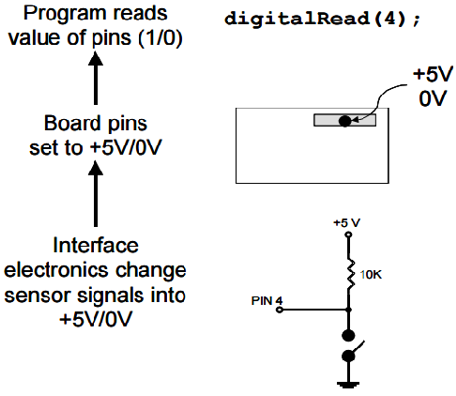 Program reads
value of pins (1/0)
digitalRead(4);
+5V
0V
Board pins
set to +5V/0V
Interface
electronics change
sensor signals into
+5V/0V
+5 V
10K
PIN 4